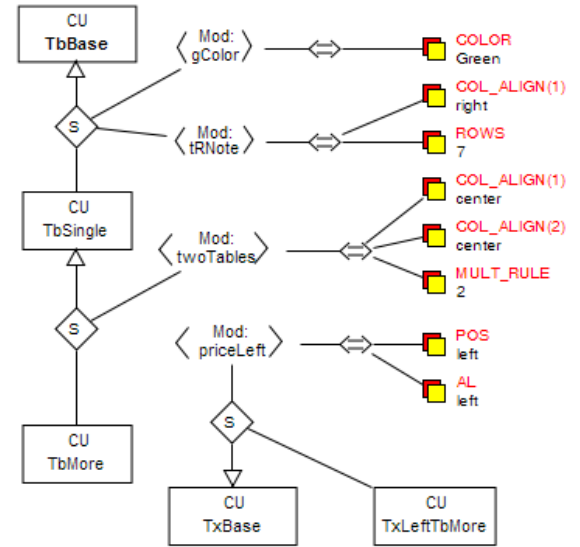 CU
TbBase
S
Mod:
gColor
COLOR
Green
Mod:
tRNote
COL_ALIGN(1)
right
ROWS
7
CU
TbSingle
Mod:
twoTables
COL_ALIGN(1)
center
COL_ALIGN(2)
center
MULT_RULE
2
S
Mod:
priceLeft
POS
left
AL
left
CU
TbMore
S
CU
TxBase
CU
TxLeftTbMore